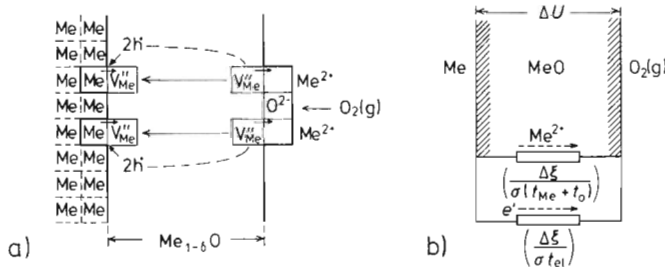 Me Me
Me Me 2h· ΔU
Me Me V''Me V''Me Me²⁺ Me MeO O₂(g)
Me Me O²⁻ O₂(g)
Me Me V''Me V''Me Me²⁺
Me Me 2h· Me²⁺
Me Me (Δξ / σ(tMe + tO))
Me Me e'
a) Me₁₋δO b) (Δξ / σ tel)